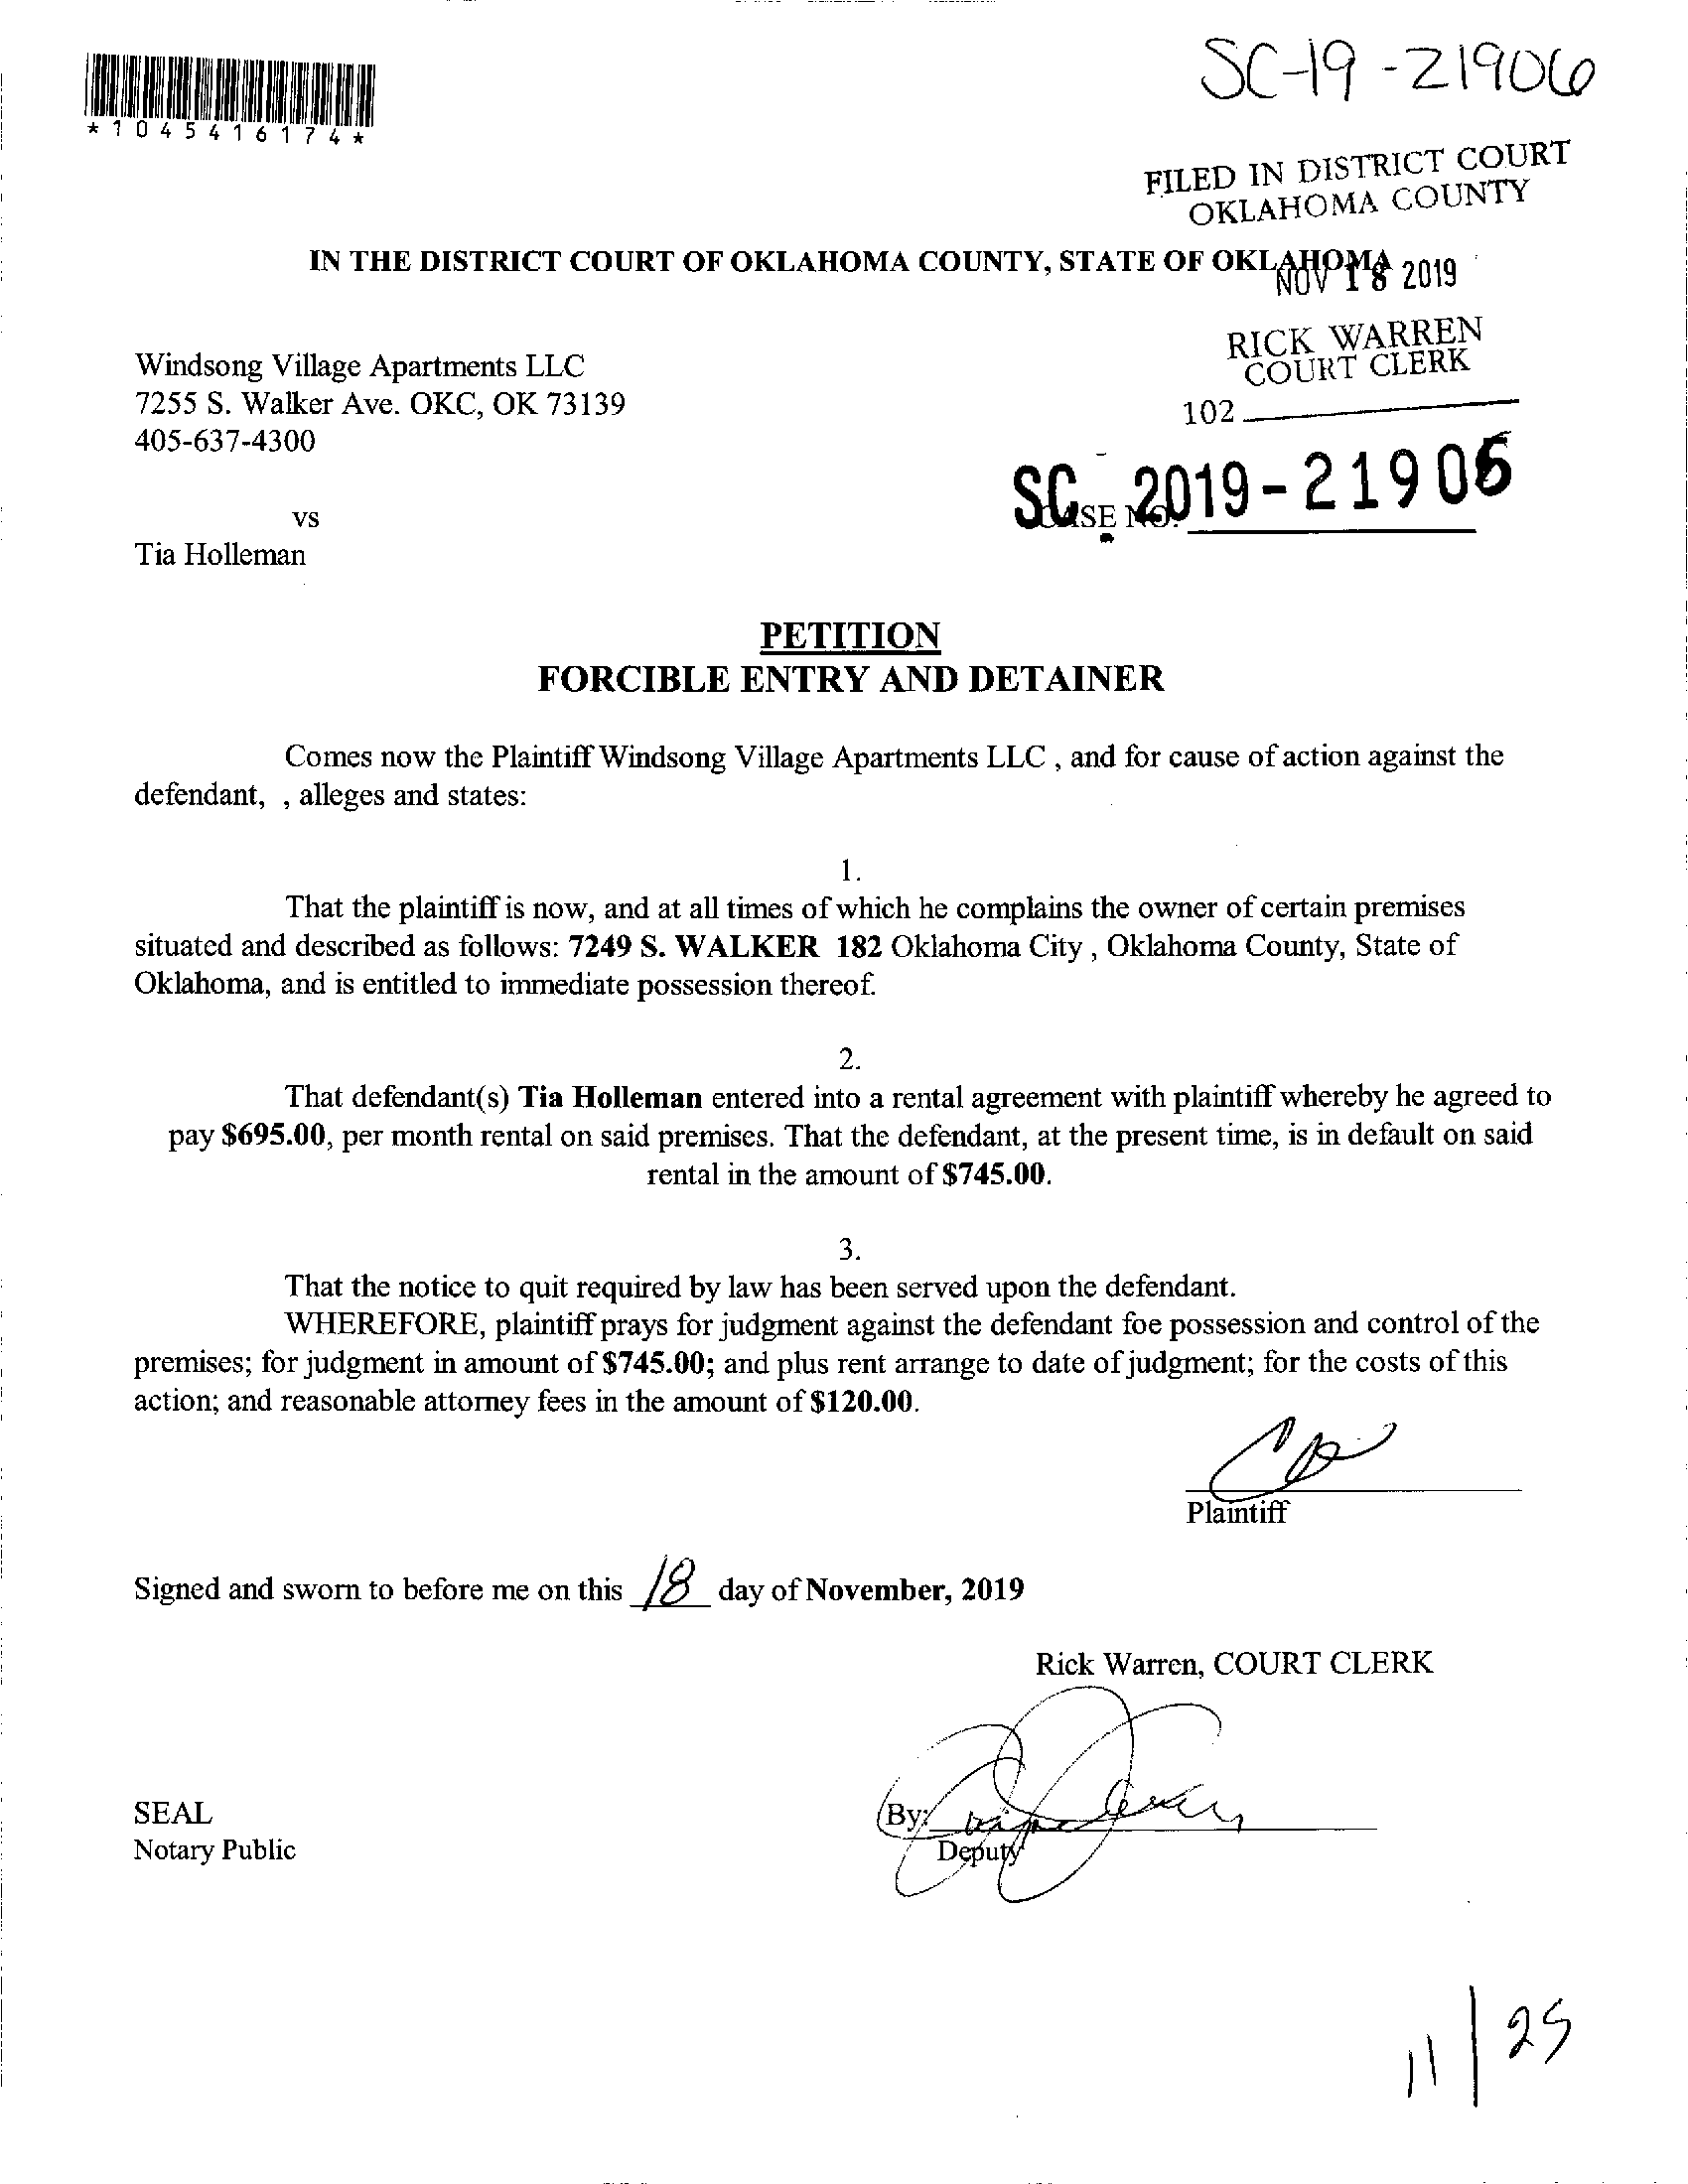 SC-19-21906
*1045416174*
FILED IN DISTRICT COURT
OKLAHOMA COUNTY
IN THE DISTRICT COURT OF OKLAHOMA COUNTY, STATE OF OKLAHOMA
NOV 18 2019
RICK WARREN
COURT CLERK
102
Windsong Village Apartments LLC
7255 S. Walker Ave. OKC, OK 73139
405-637-4300
SC - 2019-21906
CASE NO.
vs
Tia Holleman
PETITION
FORCIBLE ENTRY AND DETAINER
Comes now the Plaintiff Windsong Village Apartments LLC , and for cause of action against the
defendant, , alleges and states:
1.
That the plaintiff is now, and at all times of which he complains the owner of certain premises
situated and described as follows: 7249 S. WALKER 182 Oklahoma City , Oklahoma County, State of
Oklahoma, and is entitled to immediate possession thereof.
2.
That defendant(s) Tia Holleman entered into a rental agreement with plaintiff whereby he agreed to
pay $695.00, per month rental on said premises. That the defendant, at the present time, is in default on said
rental in the amount of $745.00.
3.
That the notice to quit required by law has been served upon the defendant.
WHEREFORE, plaintiff prays for judgment against the defendant foe possession and control of the
premises; for judgment in amount of $745.00; and plus rent arrange to date of judgment; for the costs of this
action; and reasonable attorney fees in the amount of $120.00.
Plaintiff
Signed and sworn to before me on this 18 day of November, 2019
Rick Warren, COURT CLERK
SEAL
By:
Notary Public
Deputy
11/25